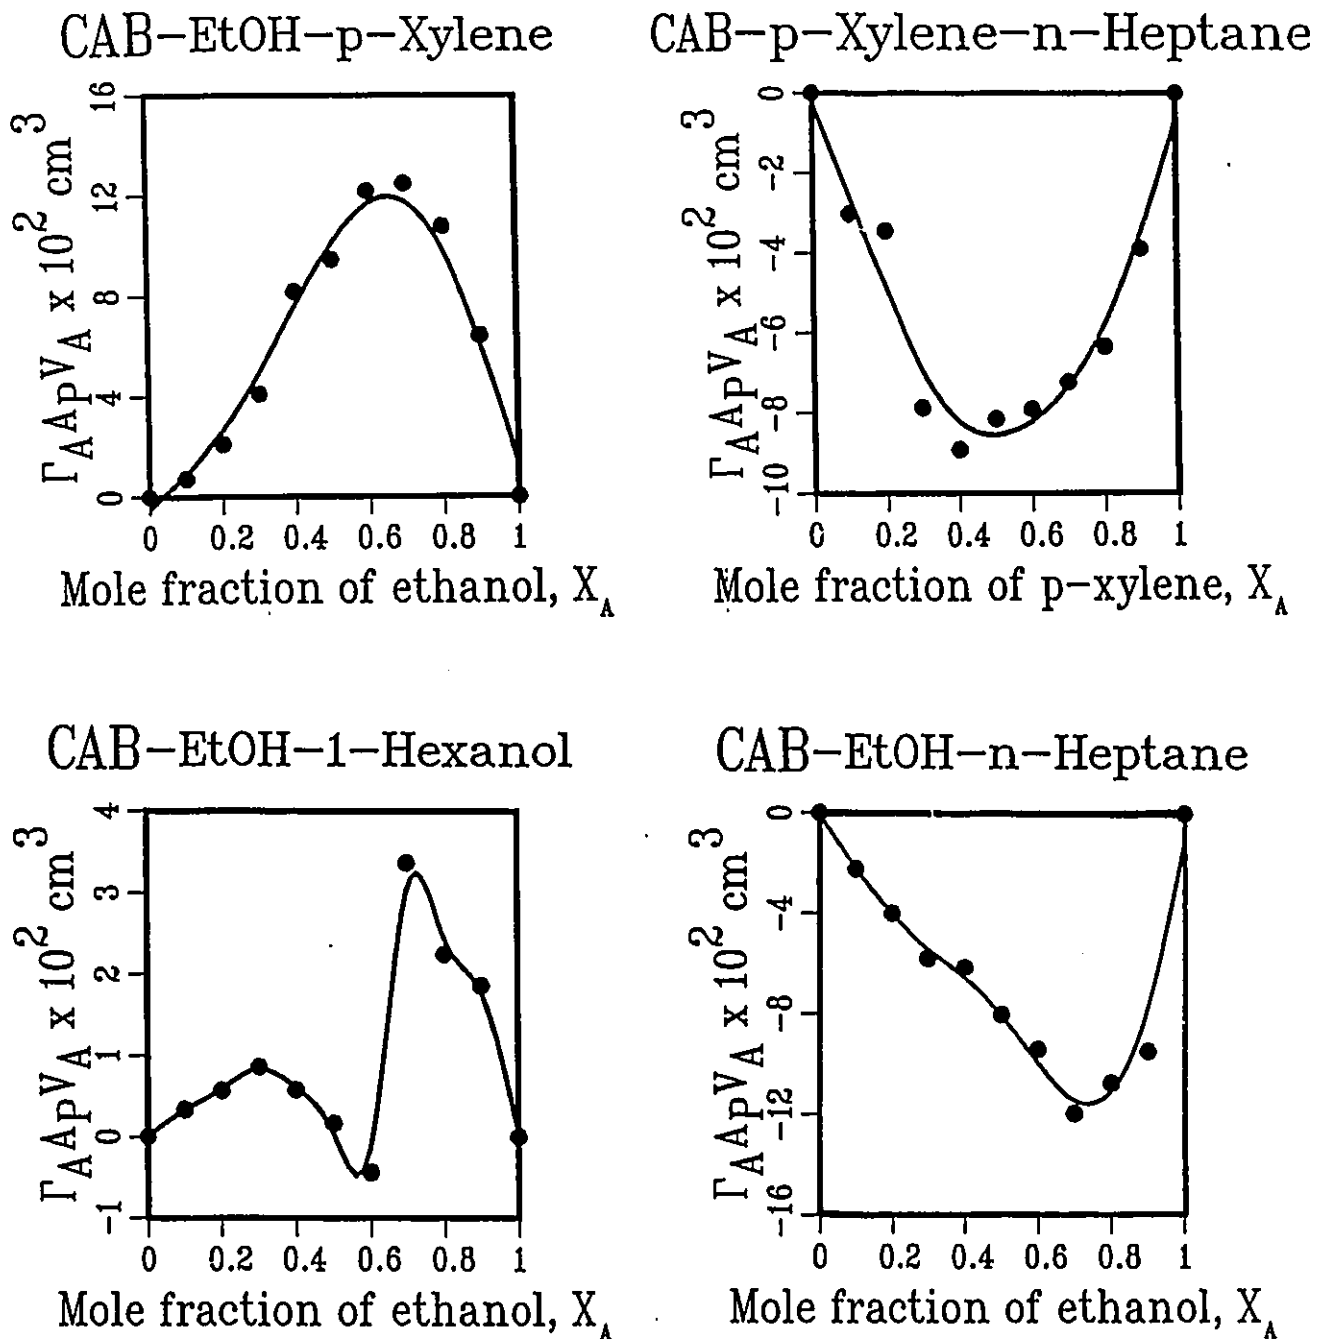 CAB-EtOH-p-Xylene
16
12
8
4
0
Γ_A A_p V_A x 10^2 cm^3
0 0.2 0.4 0.6 0.8 1
Mole fraction of ethanol, X_A
CAB-p-Xylene-n-Heptane
0
-2
-4
-6
-8
-10
Γ_A A_p V_A x 10^2 cm^3
0 0.2 0.4 0.6 0.8 1
Mole fraction of p-xylene, X_A
CAB-EtOH-1-Hexanol
4
3
2
1
0
-1
Γ_A A_p V_A x 10^2 cm^3
0 0.2 0.4 0.6 0.8 1
Mole fraction of ethanol, X_A
CAB-EtOH-n-Heptane
0
-4
-8
-12
-16
Γ_A A_p V_A x 10^2 cm^3
0 0.2 0.4 0.6 0.8 1
Mole fraction of ethanol, X_A